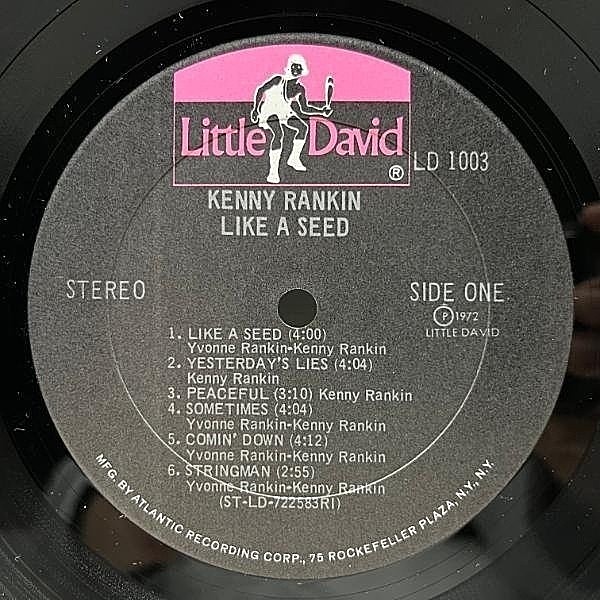 Little David ®
LD 1003
KENNY RANKIN
LIKE A SEED
STEREO
SIDE ONE
Ⓟ 1972
LITTLE DAVID
1. LIKE A SEED (4:00)
Yvonne Rankin-Kenny Rankin
2. YESTERDAY'S LIES (4:04)
Kenny Rankin
3. PEACEFUL (3:10) Kenny Rankin
4. SOMETIMES (4:04)
Yvonne Rankin-Kenny Rankin
5. COMIN' DOWN (4:12)
Yvonne Rankin-Kenny Rankin
6. STRINGMAN (2:55)
Yvonne Rankin-Kenny Rankin
(ST-LD-722583RI)
MFG. BY ATLANTIC RECORDING CORP., 75 ROCKEFELLER PLAZA, N.Y., N.Y.